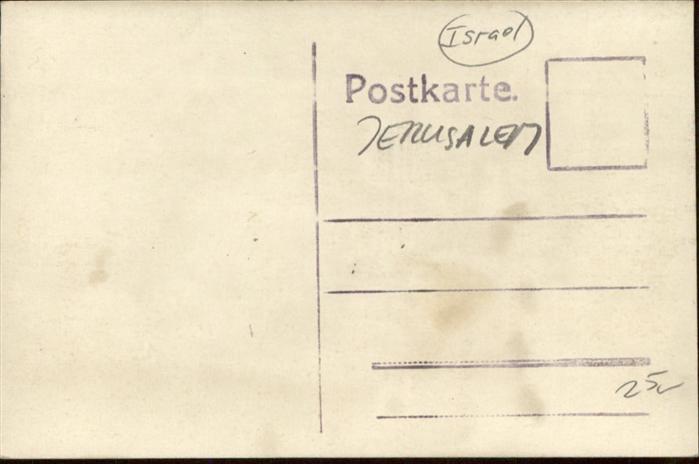 Israel
Postkarte.
JERUSALEM
25